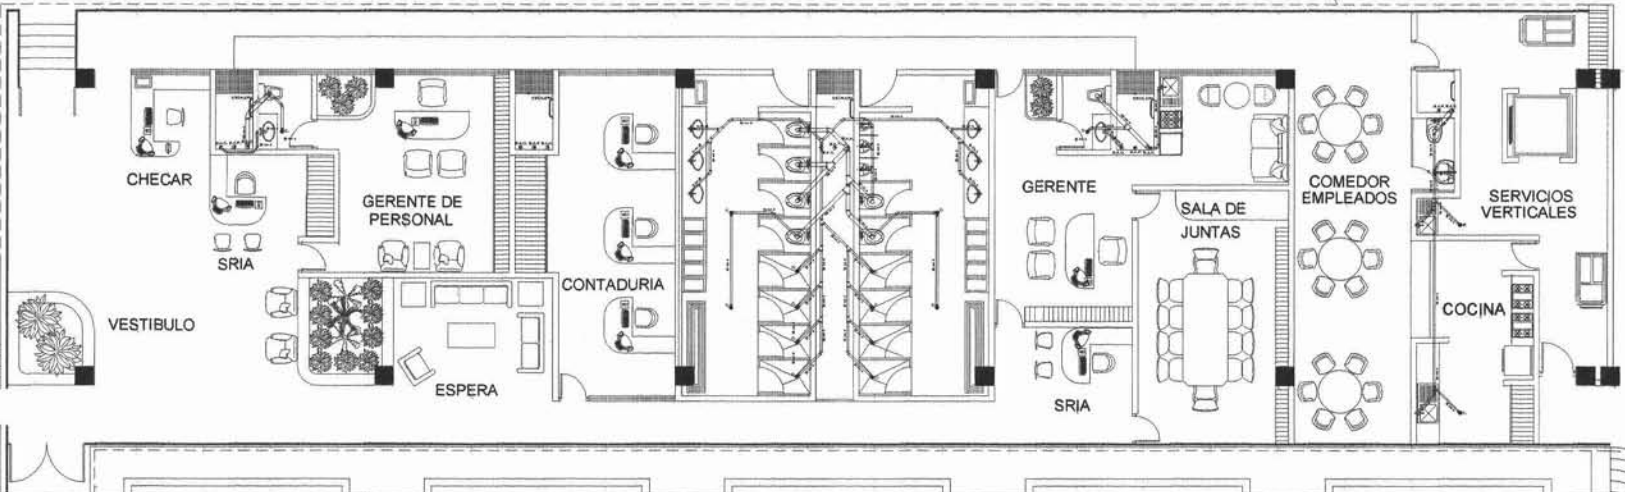 CHECAR
SRIA
VESTIBULO
GERENTE DE
PERSONAL
ESPERA
CONTADURIA
GERENTE
SRIA
SALA DE
JUNTAS
COMEDOR
EMPLEADOS
COCINA
SERVICIOS
VERTICALES